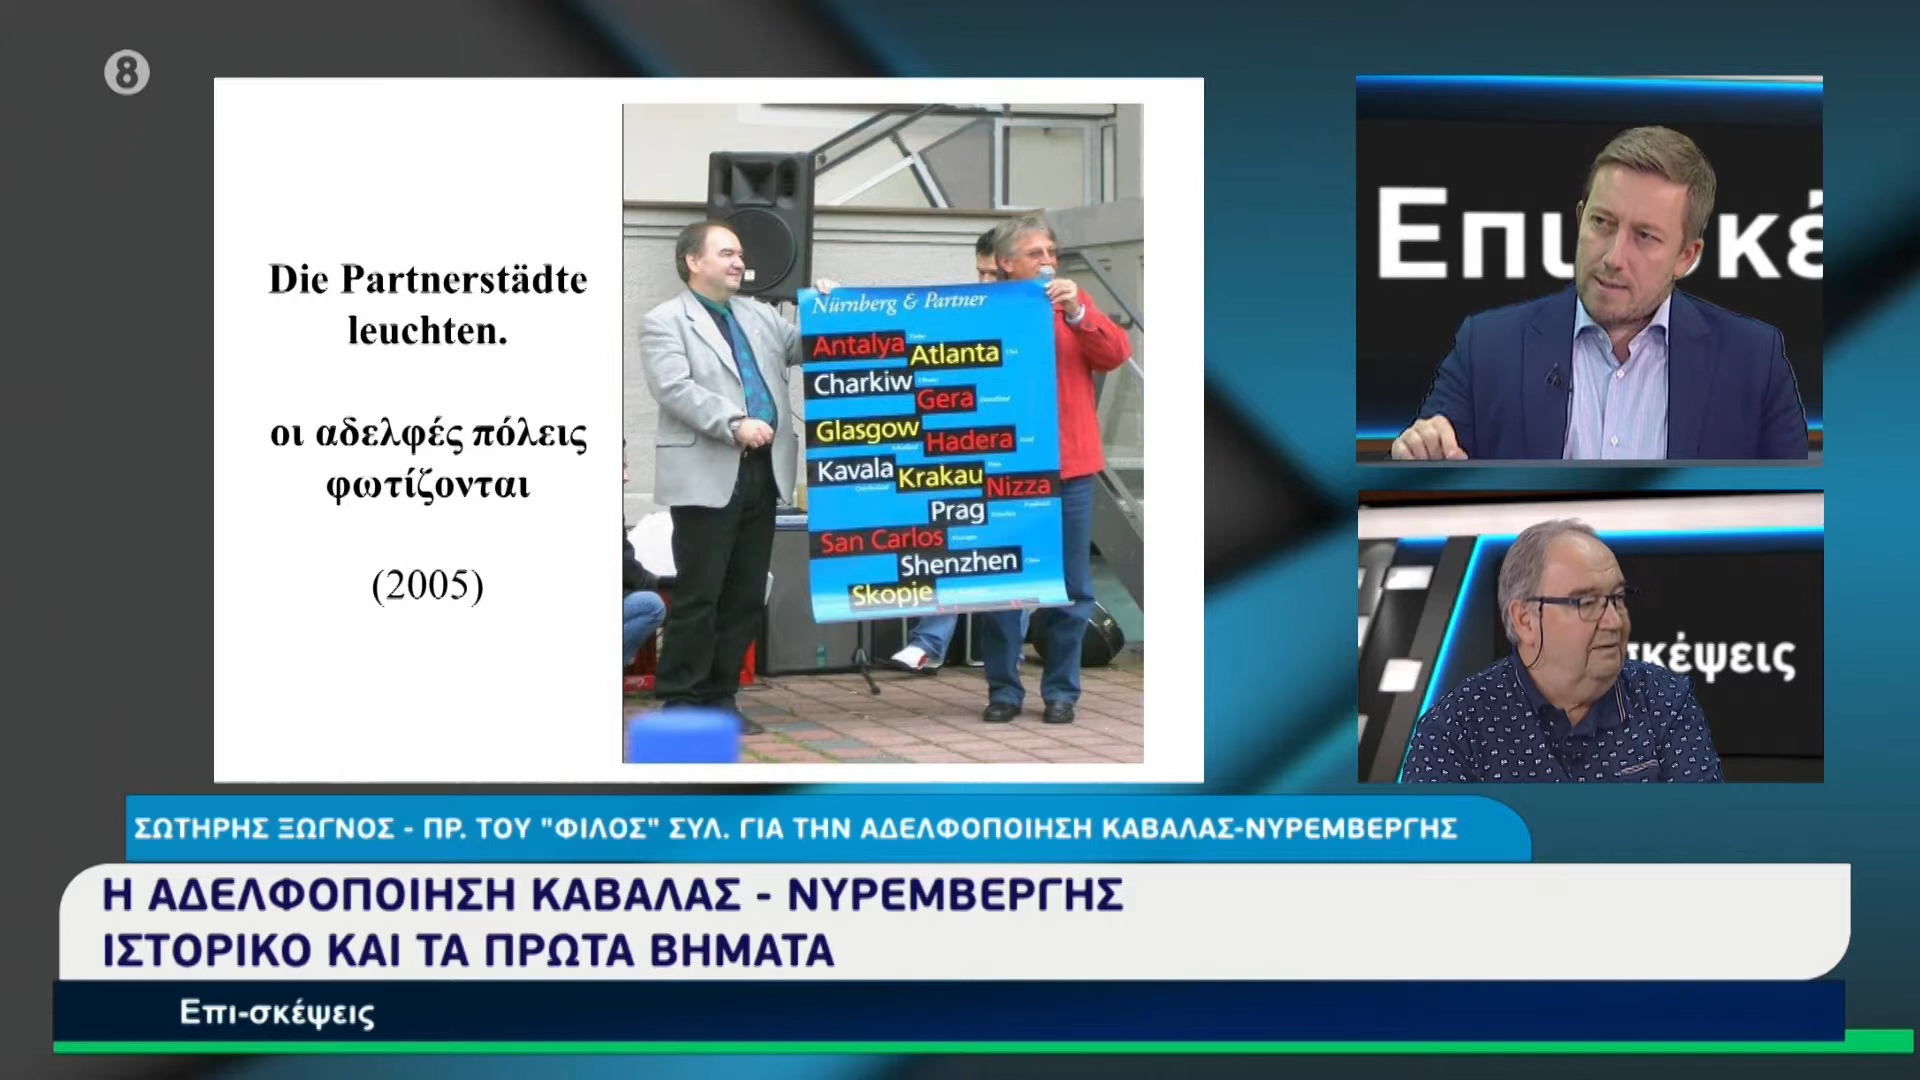 8
Die Partnerstädte
leuchten.
οι αδελφές πόλεις
φωτίζονται
(2005)
Nürnberg & Partner
Antalya
Atlanta
Charkiw
Gera
Glasgow
Hadera
Kavala
Krakau
Nizza
Prag
San Carlos
Shenzhen
Skopje
Επι σκέ
σκέψεις
ΣΩΤΗΡΗΣ ΞΩΓΝΟΣ - ΠΡ. ΤΟΥ "ΦΙΛΟΣ" ΣΥΛ. ΓΙΑ ΤΗΝ ΑΔΕΛΦΟΠΟΙΗΣΗ ΚΑΒΑΛΑΣ-ΝΥΡΕΜΒΕΡΓΗΣ
Η ΑΔΕΛΦΟΠΟΙΗΣΗ ΚΑΒΑΛΑΣ - ΝΥΡΕΜΒΕΡΓΗΣ
ΙΣΤΟΡΙΚΟ ΚΑΙ ΤΑ ΠΡΩΤΑ ΒΗΜΑΤΑ
Επι-σκέψεις